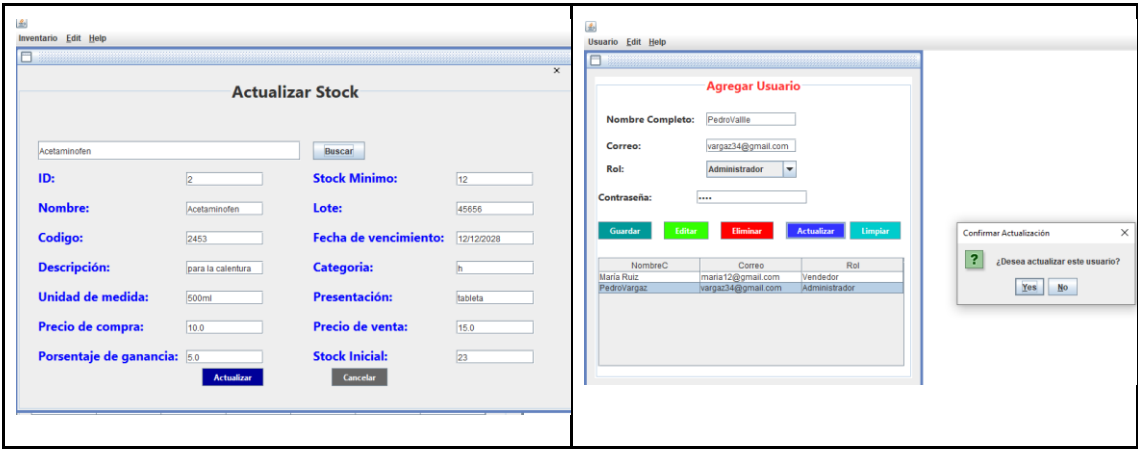 Inventario Edit Help
×
Actualizar Stock
Acetaminofen Buscar
ID: 2 Stock Minimo: 12
Nombre: Acetaminofen Lote: 45656
Codigo: 2453 Fecha de vencimiento: 12/12/2028
Descripción: para la calentura Categoria: h
Unidad de medida: 500ml Presentación: tableta
Precio de compra: 10.0 Precio de venta: 15.0
Porsentaje de ganancia: 5.0 Stock Inicial: 23
Actualizar Cancelar
Usuario Edit Help
Agregar Usuario
Nombre Completo: PedroVallle
Correo: vargaz34@gmail.com
Rol: Administrador
Contraseña: ••••
Guardar Editar Eliminar Actualizar Limpiar
NombreC Correo Rol
María Ruiz maria12@gmail.com Vendedor
PedroVargaz vargaz34@gmail.com Administrador
Confirmar Actualización ×
? ¿Desea actualizar este usuario?
Yes No